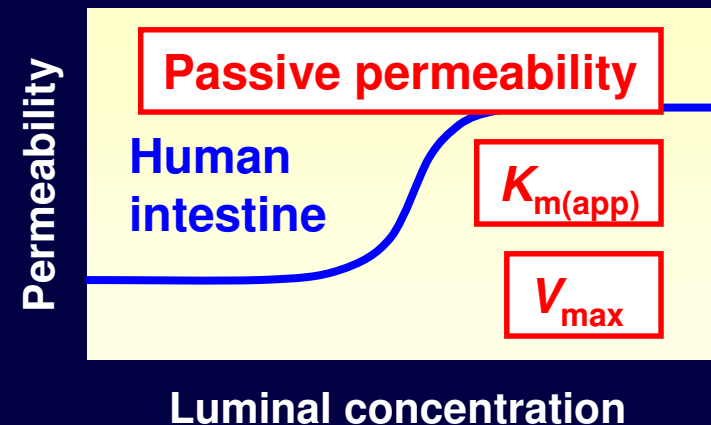 Permeability
Passive permeability
Human
intestine
Km(app)
Vmax
Luminal concentration